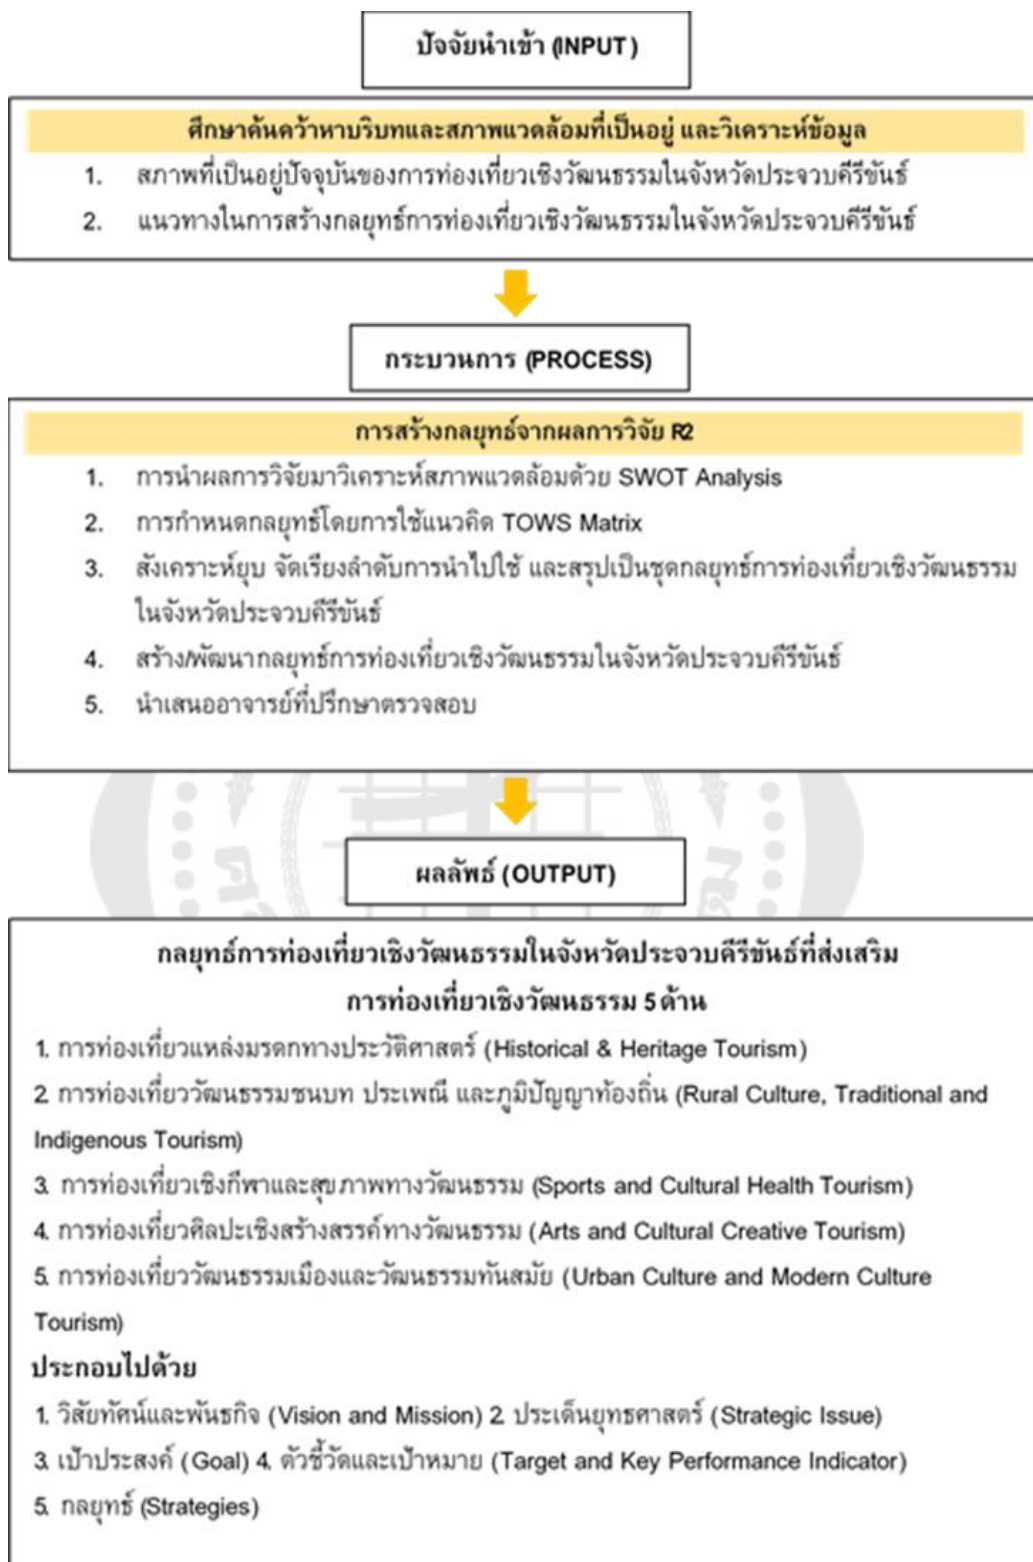 ปัจจัยนำเข้า (INPUT)
ศึกษาค้นคว้าหาบริบทและสภาพแวดล้อมที่เป็นอยู่ และวิเคราะห์ข้อมูล
1. สภาพที่เป็นอยู่ปัจจุบันของการท่องเที่ยวเชิงวัฒนธรรมในจังหวัดประจวบคีรีขันธ์
2. แนวทางในการสร้างกลยุทธ์การท่องเที่ยวเชิงวัฒนธรรมในจังหวัดประจวบคีรีขันธ์
กระบวนการ (PROCESS)
การสร้างกลยุทธ์จากผลการวิจัย R2
1. การนำผลการวิจัยมาวิเคราะห์สภาพแวดล้อมด้วย SWOT Analysis
2. การกำหนดกลยุทธ์โดยการใช้แนวคิด TOWS Matrix
3. สังเคราะห์ยุบ จัดเรียงลำดับการนำไปใช้ และสรุปเป็นชุดกลยุทธ์การท่องเที่ยวเชิงวัฒนธรรม
ในจังหวัดประจวบคีรีขันธ์
4. สร้าง/พัฒนากลยุทธ์การท่องเที่ยวเชิงวัฒนธรรมในจังหวัดประจวบคีรีขันธ์
5. นำเสนออาจารย์ที่ปรึกษาตรวจสอบ
ผลลัพธ์ (OUTPUT)
กลยุทธ์การท่องเที่ยวเชิงวัฒนธรรมในจังหวัดประจวบคีรีขันธ์ที่ส่งเสริม
การท่องเที่ยวเชิงวัฒนธรรม 5 ด้าน
1. การท่องเที่ยวแหล่งมรดกทางประวัติศาสตร์ (Historical & Heritage Tourism)
2. การท่องเที่ยววัฒนธรรมชนบท ประเพณี และภูมิปัญญาท้องถิ่น (Rural Culture, Traditional and
Indigenous Tourism)
3. การท่องเที่ยวเชิงกีฬาและสุขภาพทางวัฒนธรรม (Sports and Cultural Health Tourism)
4. การท่องเที่ยวศิลปะเชิงสร้างสรรค์ทางวัฒนธรรม (Arts and Cultural Creative Tourism)
5. การท่องเที่ยววัฒนธรรมเมืองและวัฒนธรรมทันสมัย (Urban Culture and Modern Culture
Tourism)
ประกอบไปด้วย
1. วิสัยทัศน์และพันธกิจ (Vision and Mission) 2. ประเด็นยุทธศาสตร์ (Strategic Issue)
3. เป้าประสงค์ (Goal) 4. ตัวชี้วัดและเป้าหมาย (Target and Key Performance Indicator)
5. กลยุทธ์ (Strategies)